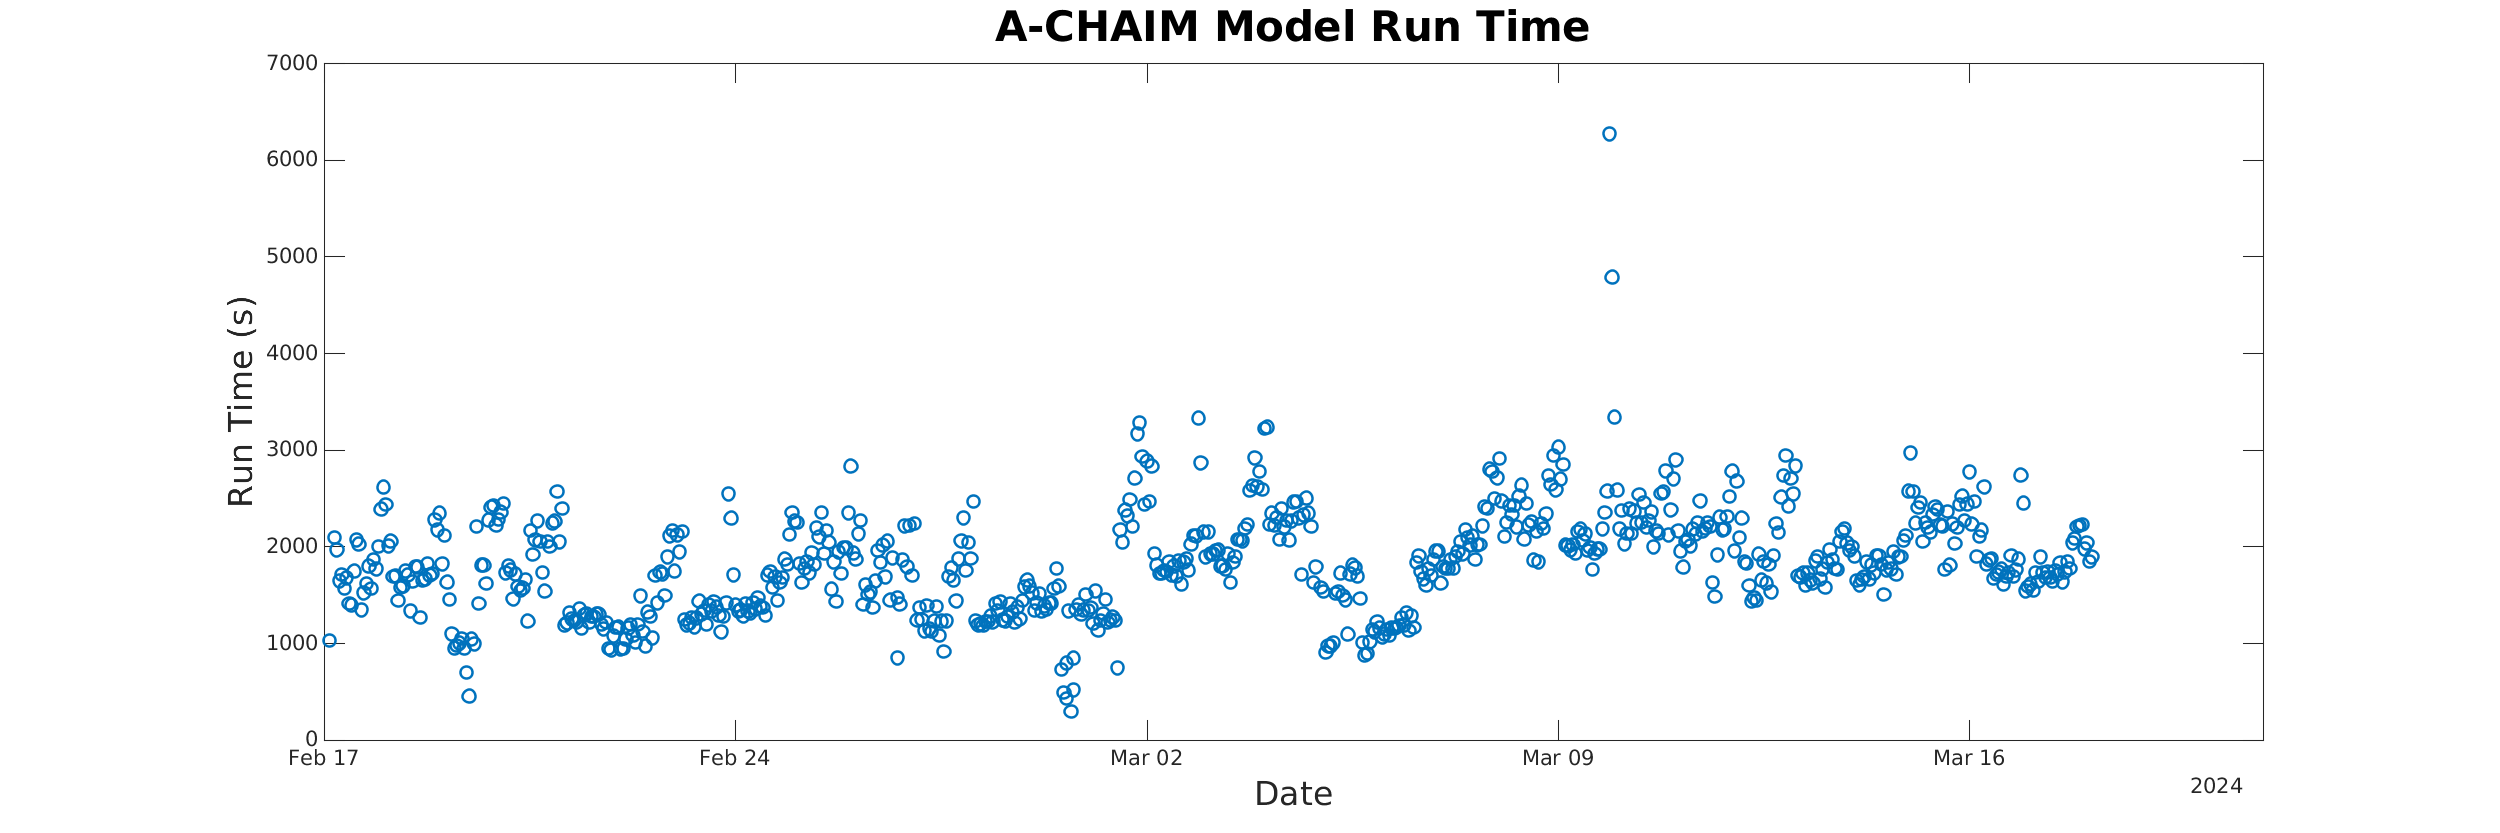 A-CHAIM Model Run Time
Run Time (s)
7000
6000
5000
4000
3000
2000
1000
0
Feb 17 Feb 24 Mar 02 Mar 09 Mar 16
Date
2024